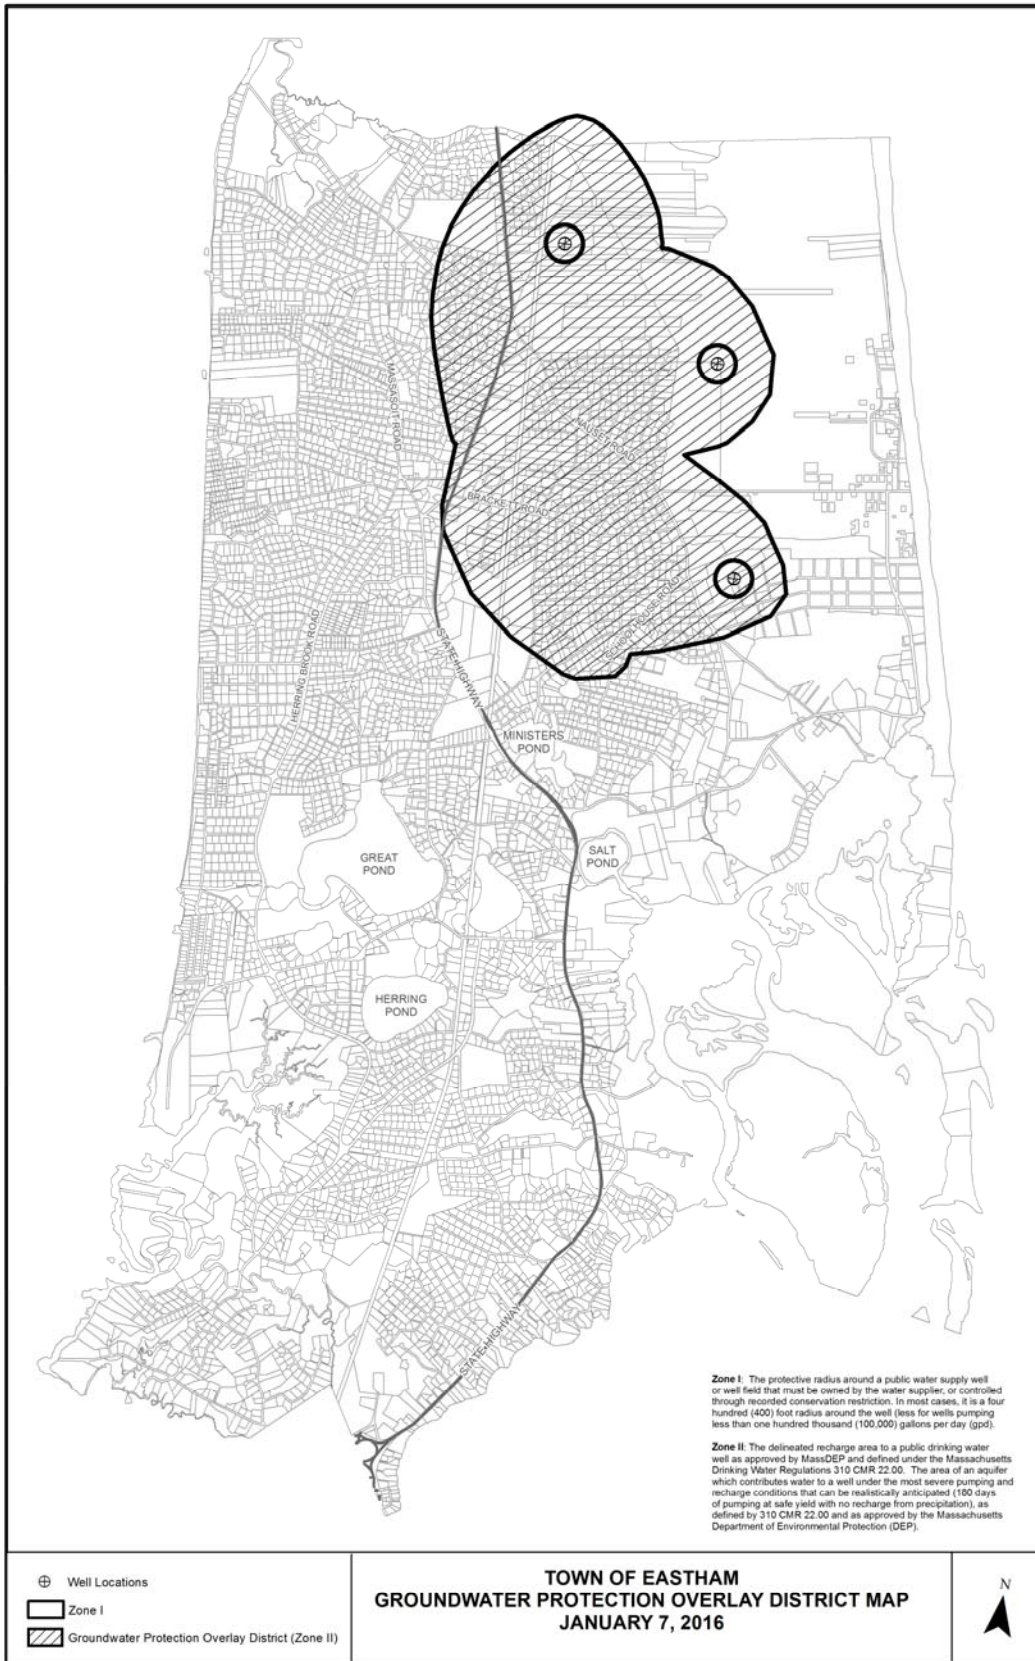 MASSASOIT ROAD
NAUSET ROAD
BRACKETT ROAD
SCHOOL HOUSE ROAD
HERRING BROOK ROAD
STATE HIGHWAY
MINISTERS
POND
GREAT
POND
SALT
POND
HERRING
POND
STATE HIGHWAY
Zone I: The protective radius around a public water supply well
or well field that must be owned by the water supplier, or controlled
through recorded conservation restriction. In most cases, it is a four
hundred (400) foot radius around the well (less for wells pumping
less than one hundred thousand (100,000) gallons per day (gpd).
Zone II: The delineated recharge area to a public drinking water
well as approved by MassDEP and defined under the Massachusetts
Drinking Water Regulations 310 CMR 22.00. The area of an aquifer
which contributes water to a well under the most severe pumping and
recharge conditions that can be realistically anticipated (180 days
of pumping at safe yield with no recharge from precipitation), as
defined by 310 CMR 22.00 and as approved by the Massachusetts
Department of Environmental Protection (DEP).
Well Locations
Zone I
Groundwater Protection Overlay District (Zone II)
TOWN OF EASTHAM
GROUNDWATER PROTECTION OVERLAY DISTRICT MAP
JANUARY 7, 2016
N